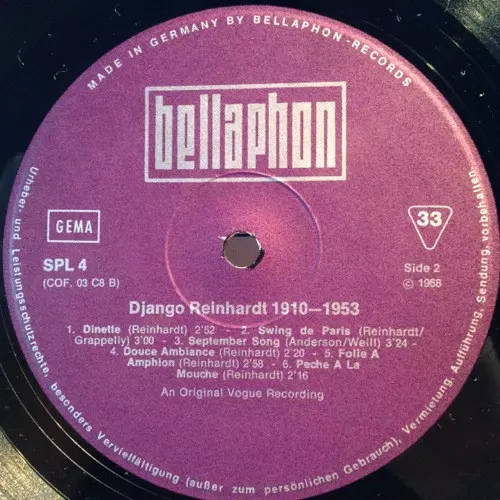 MADE IN GERMANY BY BELLAPHON-RECORDS
bellaphon
GEMA
33
SPL 4
(COF. 03 C8 B)
Side 2
℗ 1968
Django Reinhardt 1910—1953
1. Dinette (Reinhardt) 2'52 - 2. Swing de Paris (Reinhardt/
Grappelly) 3'00 - 3. September Song (Anderson/Weill) 3'24 -
4. Douce Ambiance (Reinhardt) 2'20 - 5. Folie A
Amphion (Reinhardt) 2'58 - 6. Peche A La
Mouche (Reinhardt) 2'16
An Original Vogue Recording
Urheber- und Leistungsschutzrechte, besonders Vervielfältigung (außer zum persönlichen Gebrauch), Vermietung, Aufführung, Sendung, vorbehalten.